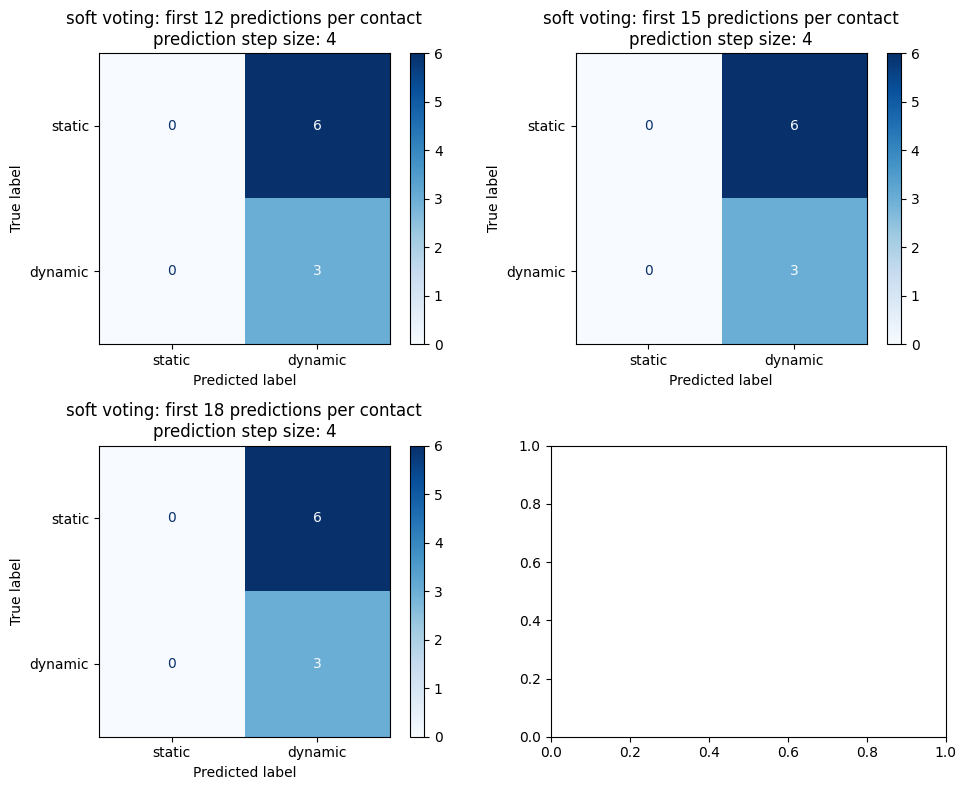 soft voting: first 12 predictions per contact
prediction step size: 4
True label
static
dynamic
0
6
0
3
static
dynamic
Predicted label
6
5
4
3
2
1
0
soft voting: first 15 predictions per contact
prediction step size: 4
True label
static
dynamic
0
6
0
3
static
dynamic
Predicted label
6
5
4
3
2
1
0
soft voting: first 18 predictions per contact
prediction step size: 4
True label
static
dynamic
0
6
0
3
static
dynamic
Predicted label
6
5
4
3
2
1
0
1.0
0.8
0.6
0.4
0.2
0.0
0.0
0.2
0.4
0.6
0.8
1.0